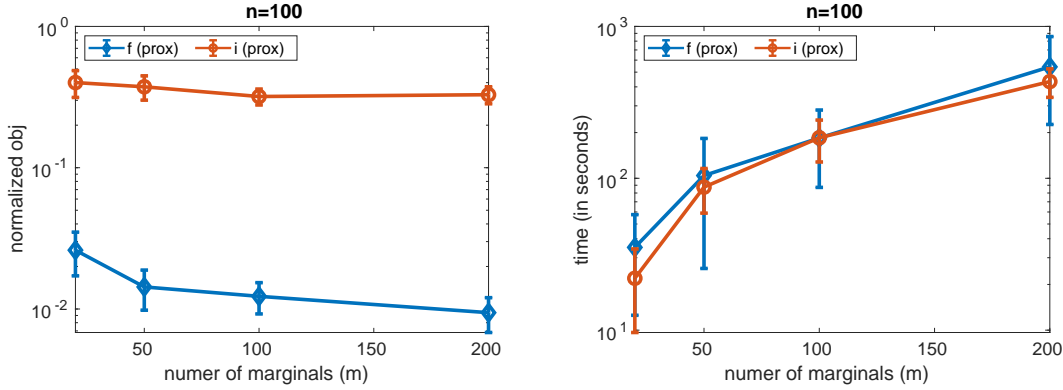 n=100
f (prox)
i (prox)
normalized obj
10^0
10^-1
10^-2
50
100
150
200
numer of marginals (m)
n=100
f (prox)
i (prox)
time (in seconds)
10^3
10^2
10^1
50
100
150
200
numer of marginals (m)